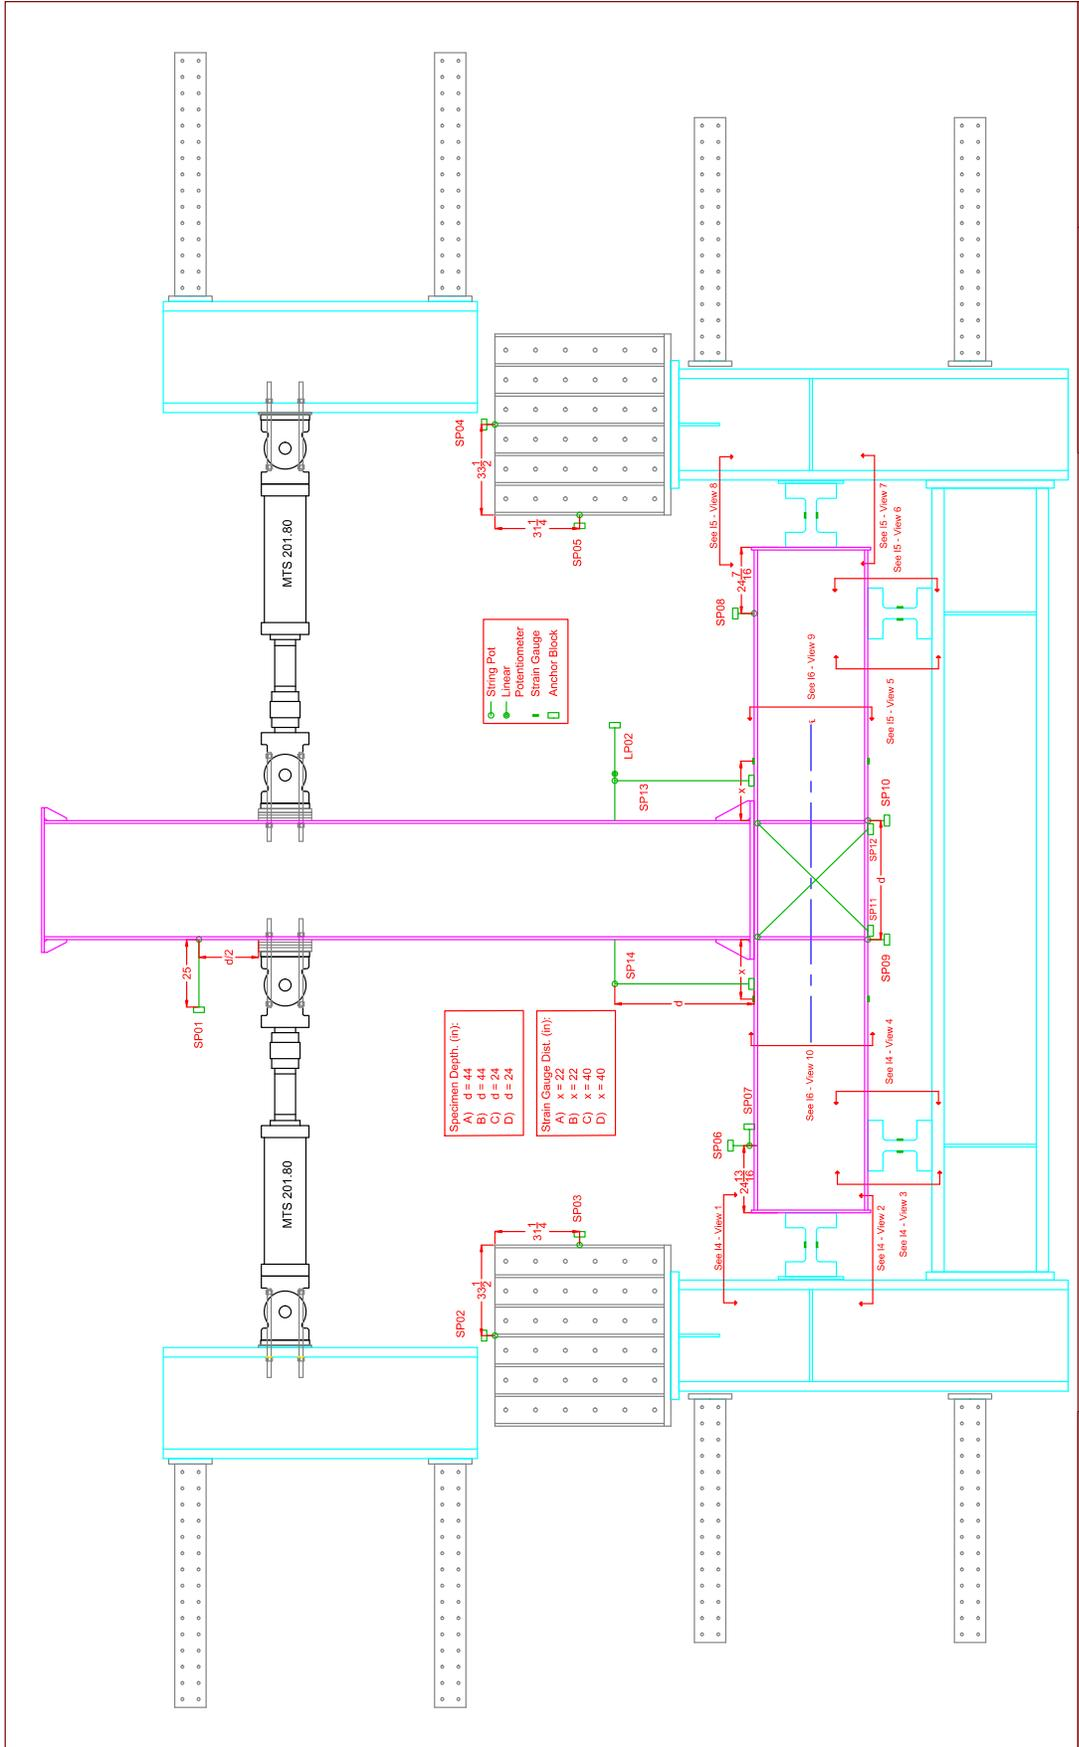 SP01
25
d/2
MTS 201.80
MTS 201.80
SP02
33 1/2
31 1/4
SP03
SP04
33 1/2
31 1/4
SP05
Specimen Depth. (in):
A) d = 44
B) d = 44
C) d = 24
D) d = 24
Strain Gauge Dist. (in):
A) x = 22
B) x = 22
C) x = 40
D) x = 40
String Pot
Linear
Potentiometer
Strain Gauge
Anchor Block
SP14
d
x
SP13
LP02
x
SP06
SP07
24 13/16
SP08
24 7/16
See I4 - View 1
See I4 - View 2
See I4 - View 3
See I4 - View 4
See I6 - View 10
See I6 - View 9
See I5 - View 5
See I5 - View 6
See I5 - View 7
See I5 - View 8
SP09
SP11
d
SP12
SP10